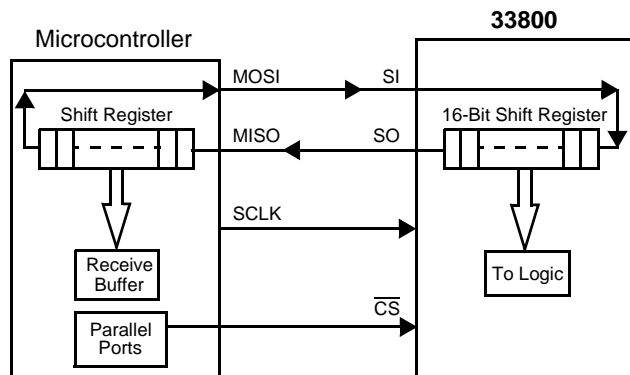 33800
Microcontroller
MOSI
SI
Shift Register
16-Bit Shift Register
MISO
SO
SCLK
Receive
Buffer
To Logic
CS
Parallel
Ports